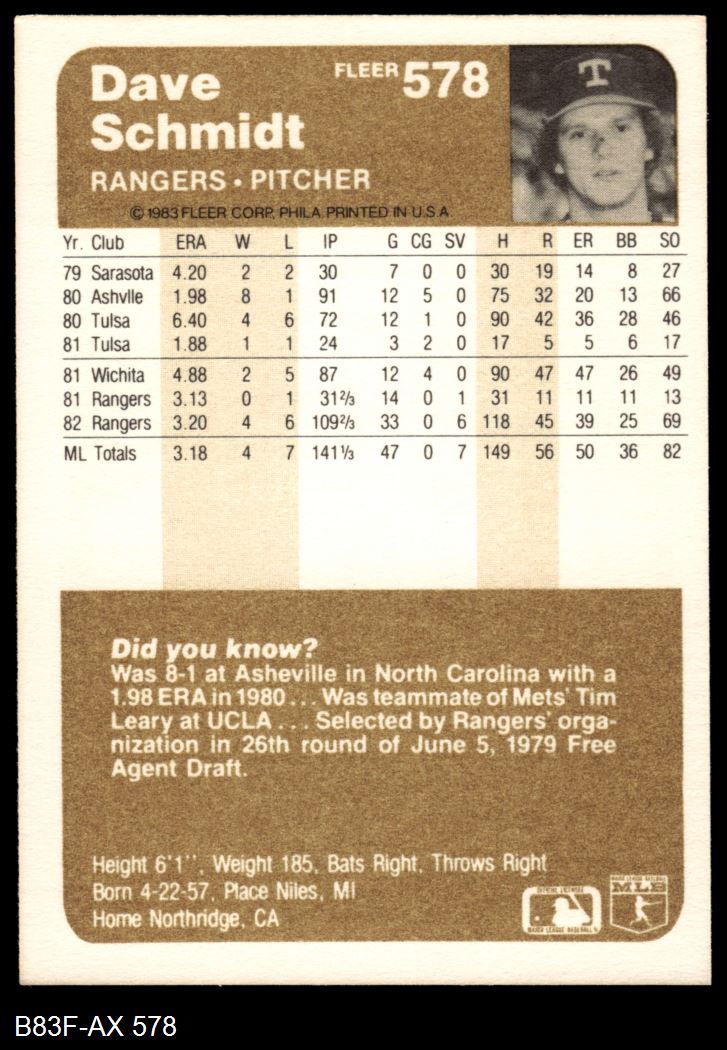 Dave
Schmidt
FLEER 578
RANGERS • PITCHER
© 1983 FLEER CORP. PHILA. PRINTED IN U.S.A.
T
Yr. Club ERA W L IP G CG SV H R ER BB SO
79 Sarasota 4.20 2 2 30 7 0 0 30 19 14 8 27
80 Ashvlle 1.98 8 1 91 12 5 0 75 32 20 13 66
80 Tulsa 6.40 4 6 72 12 1 0 90 42 36 28 46
81 Tulsa 1.88 1 1 24 3 2 0 17 5 5 6 17
81 Wichita 4.88 2 5 87 12 4 0 90 47 47 26 49
81 Rangers 3.13 0 1 31⅔ 14 0 1 31 11 11 11 13
82 Rangers 3.20 4 6 109⅔ 33 0 6 118 45 39 25 69
ML Totals 3.18 4 7 141⅓ 47 0 7 149 56 50 36 82
Did you know?
Was 8-1 at Asheville in North Carolina with a
1.98 ERA in 1980 . . . Was teammate of Mets' Tim
Leary at UCLA . . . Selected by Rangers' orga-
nization in 26th round of June 5, 1979 Free
Agent Draft.
Height 6'1'', Weight 185, Bats Right, Throws Right
Born 4-22-57, Place Niles, MI
Home Northridge, CA
MAJOR LEAGUE BASEBALL
MLB
B83F-AX 578